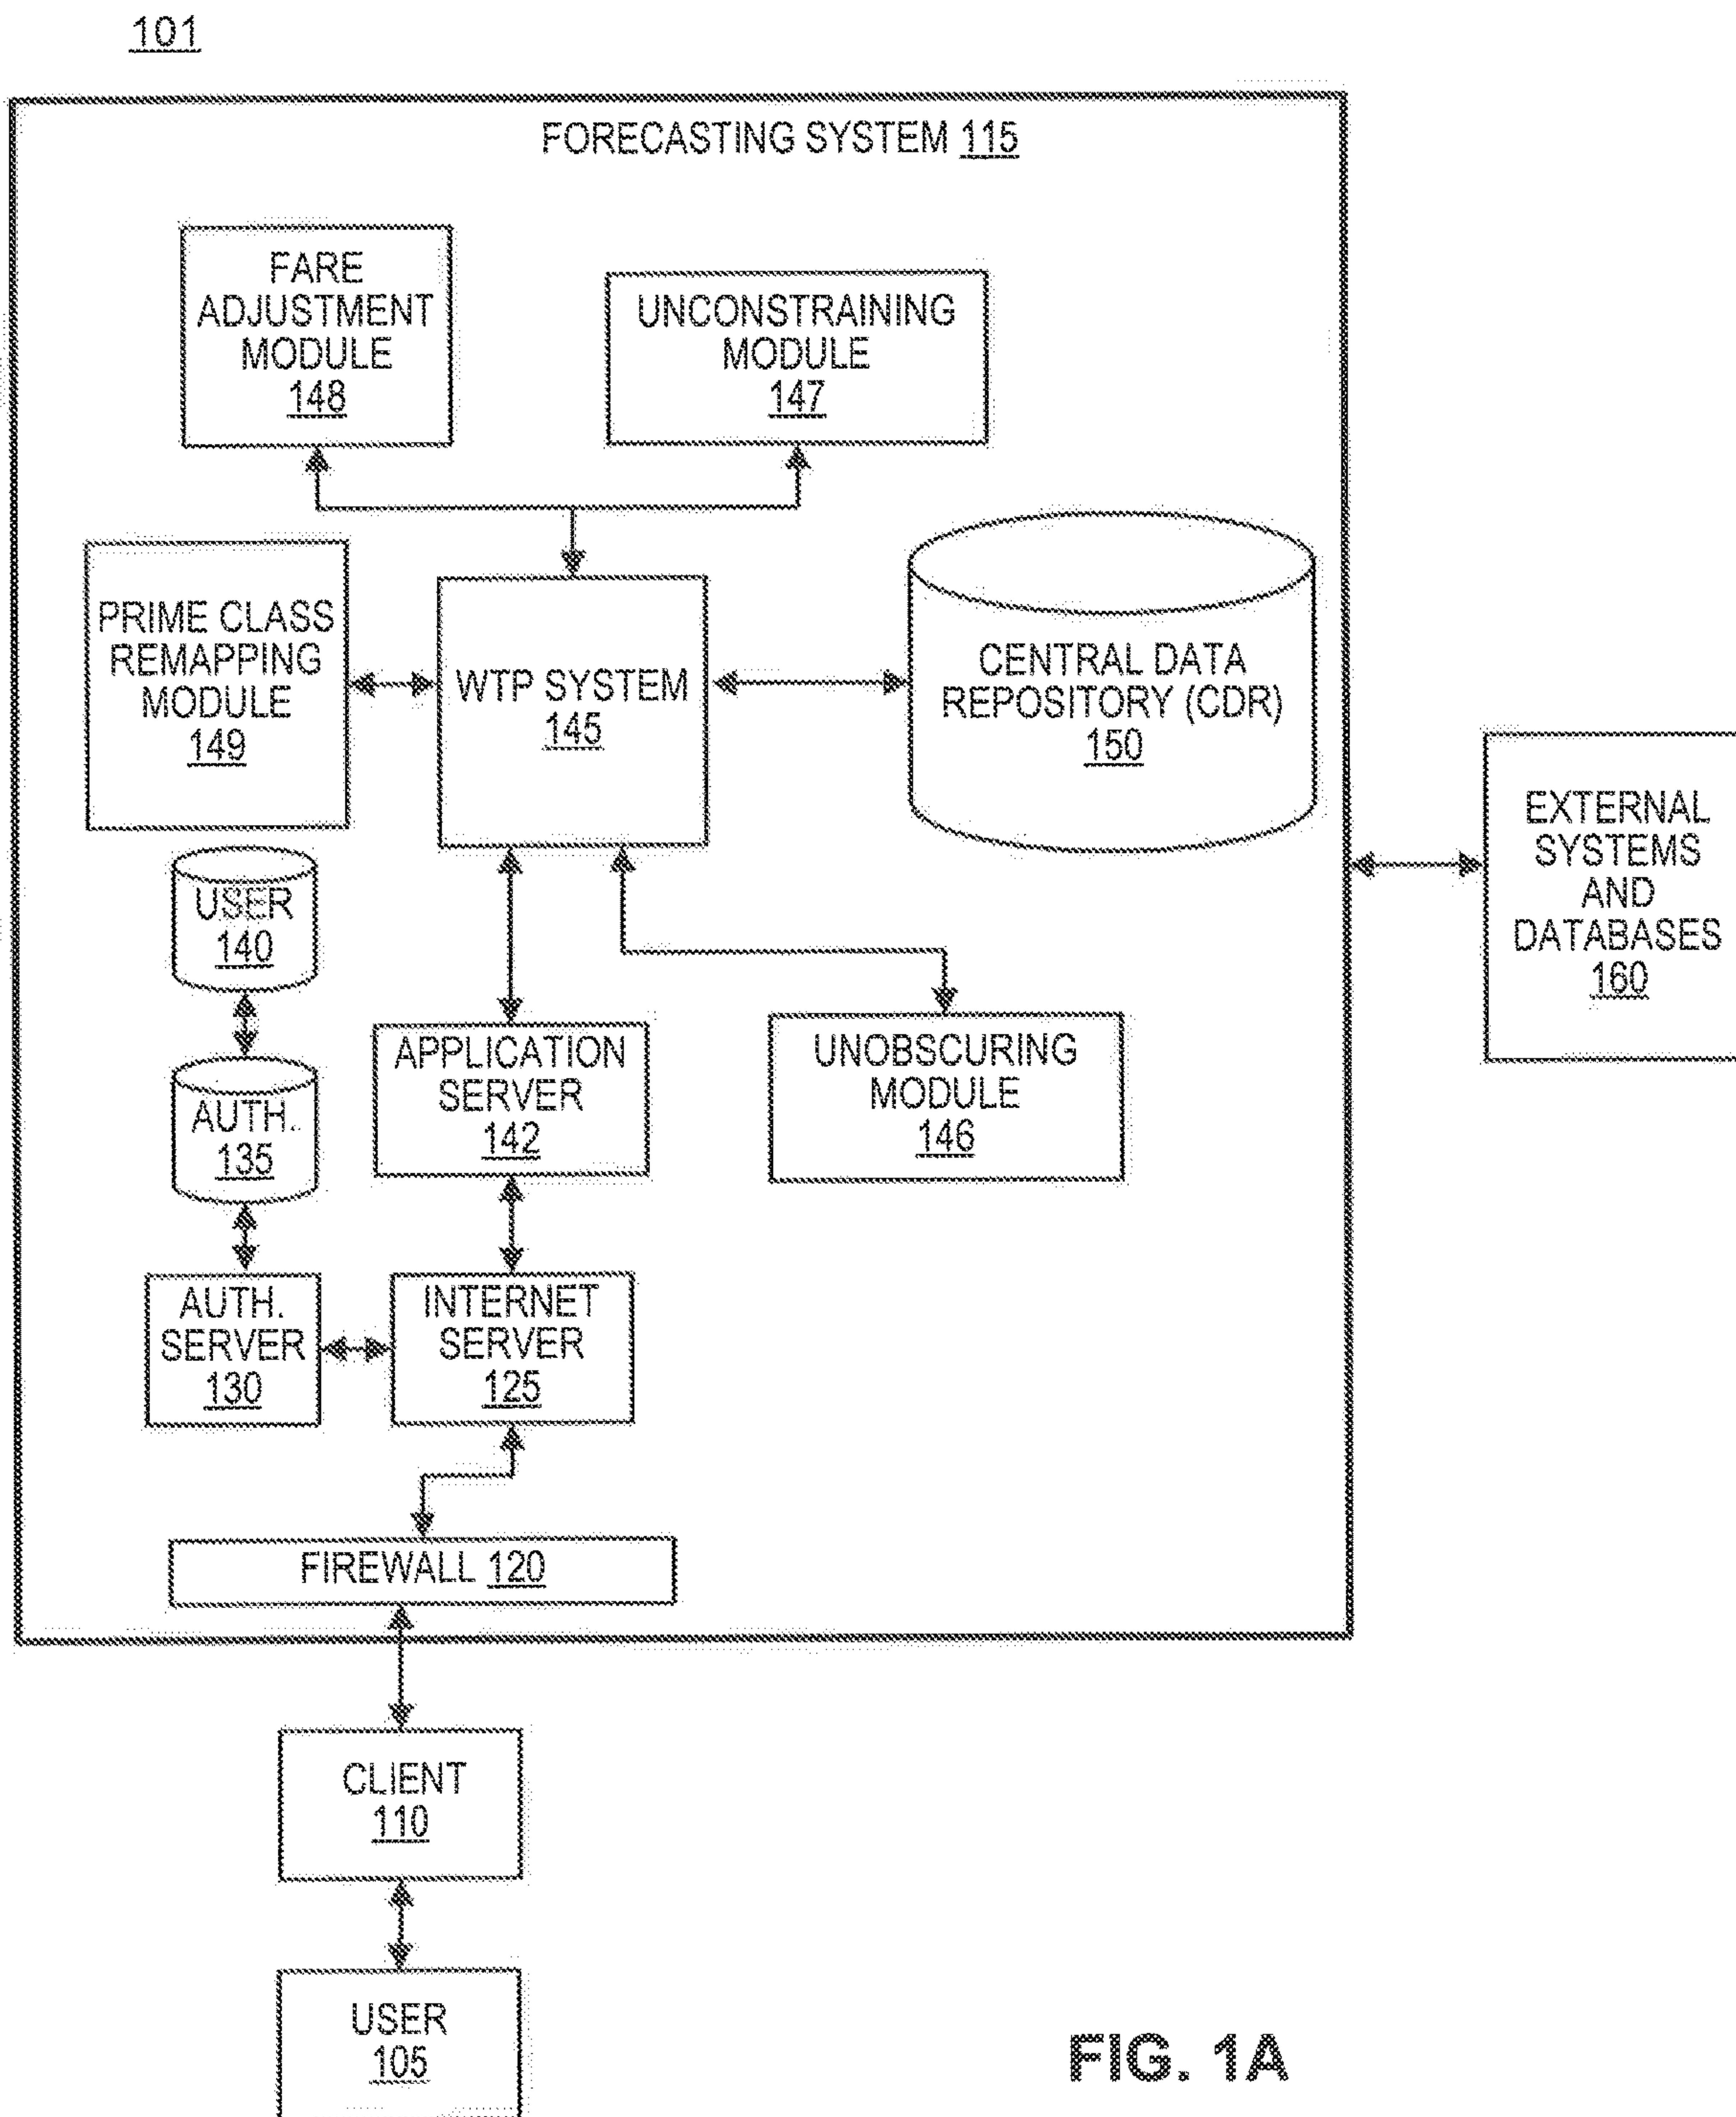 101
FORECASTING SYSTEM 115
FARE
ADJUSTMENT
MODULE
148
UNCONSTRAINING
MODULE
147
PRIME CLASS
REMAPPING
MODULE
149
WTP SYSTEM
145
CENTRAL DATA
REPOSITORY (CDR)
150
EXTERNAL
SYSTEMS
AND
DATABASES
160
USER
140
AUTH.
135
APPLICATION
SERVER
142
UNOBSCURING
MODULE
146
AUTH.
SERVER
130
INTERNET
SERVER
125
FIREWALL 120
CLIENT
110
USER
105
FIG. 1A